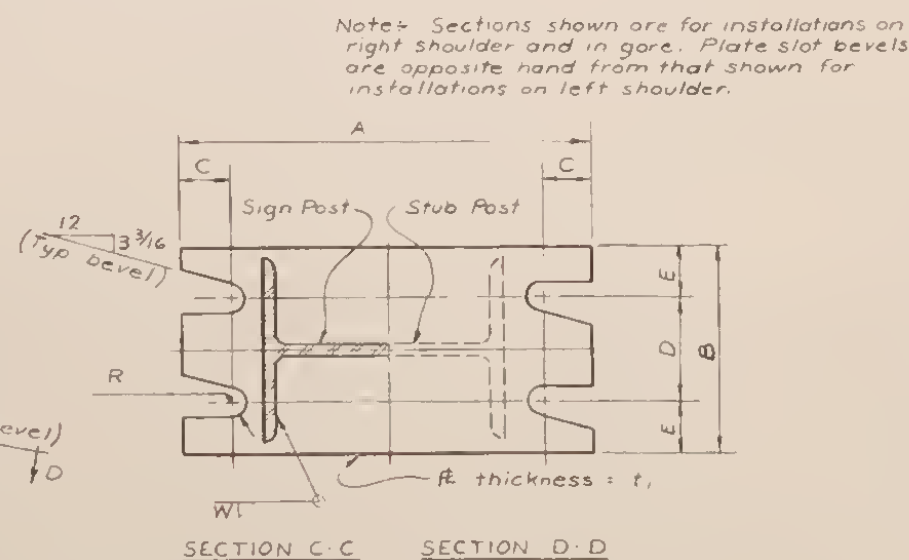 Note:- Sections shown are for installations on
right shoulder and in gore. Plate slot bevels
are opposite hand from that shown for
installations on left shoulder.
A
C
C
Sign Post
Stub Post
12
3 3/16
(Typ bevel)
E
D
B
E
R
evel)
D
W1
℄ thickness = t,
SECTION C-C
SECTION D-D